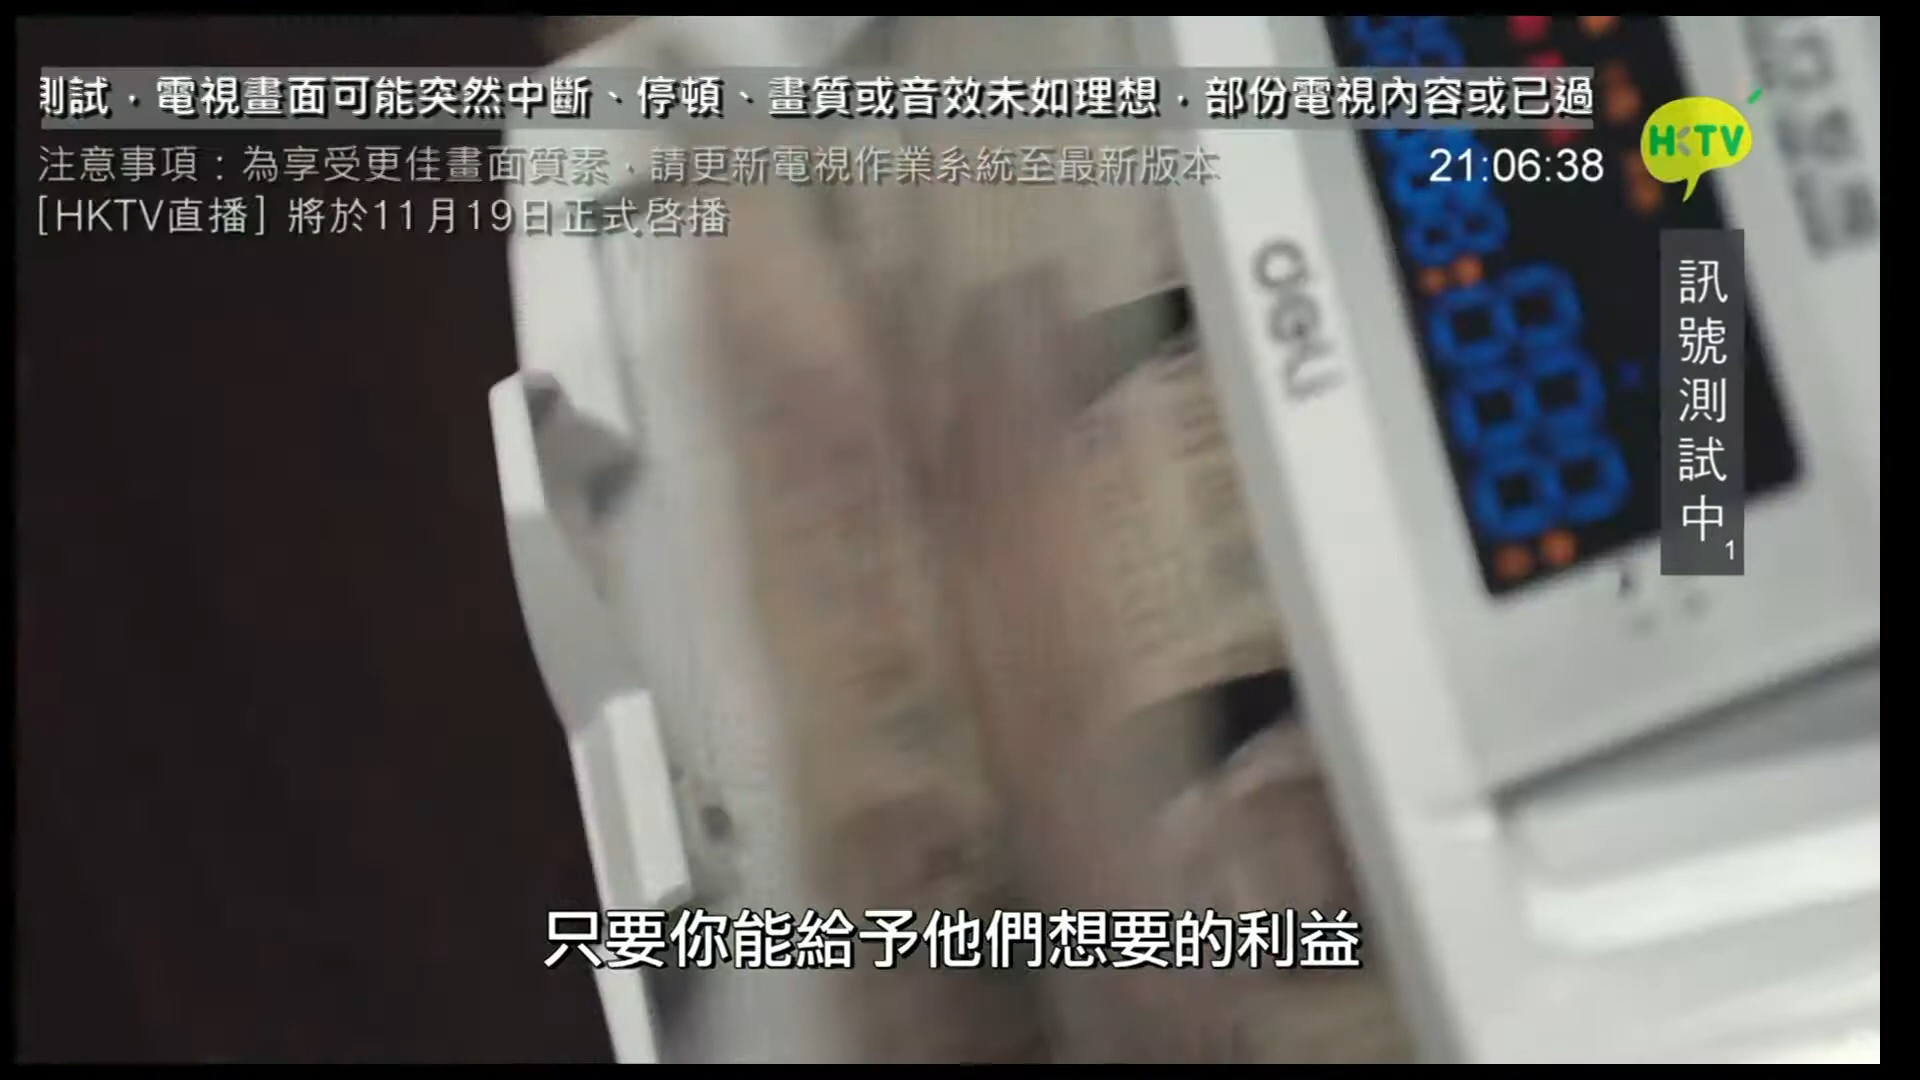 測試，電視畫面可能突然中斷、停頓、畫質或音效未如理想，部份電視內容或已過
注意事項：為享受更佳畫面質素，請更新電視作業系統至最新版本
[HKTV直播] 將於11月19日正式啓播
21:06:38
HKTV
訊號測試中
1
deli
只要你能給予他們想要的利益